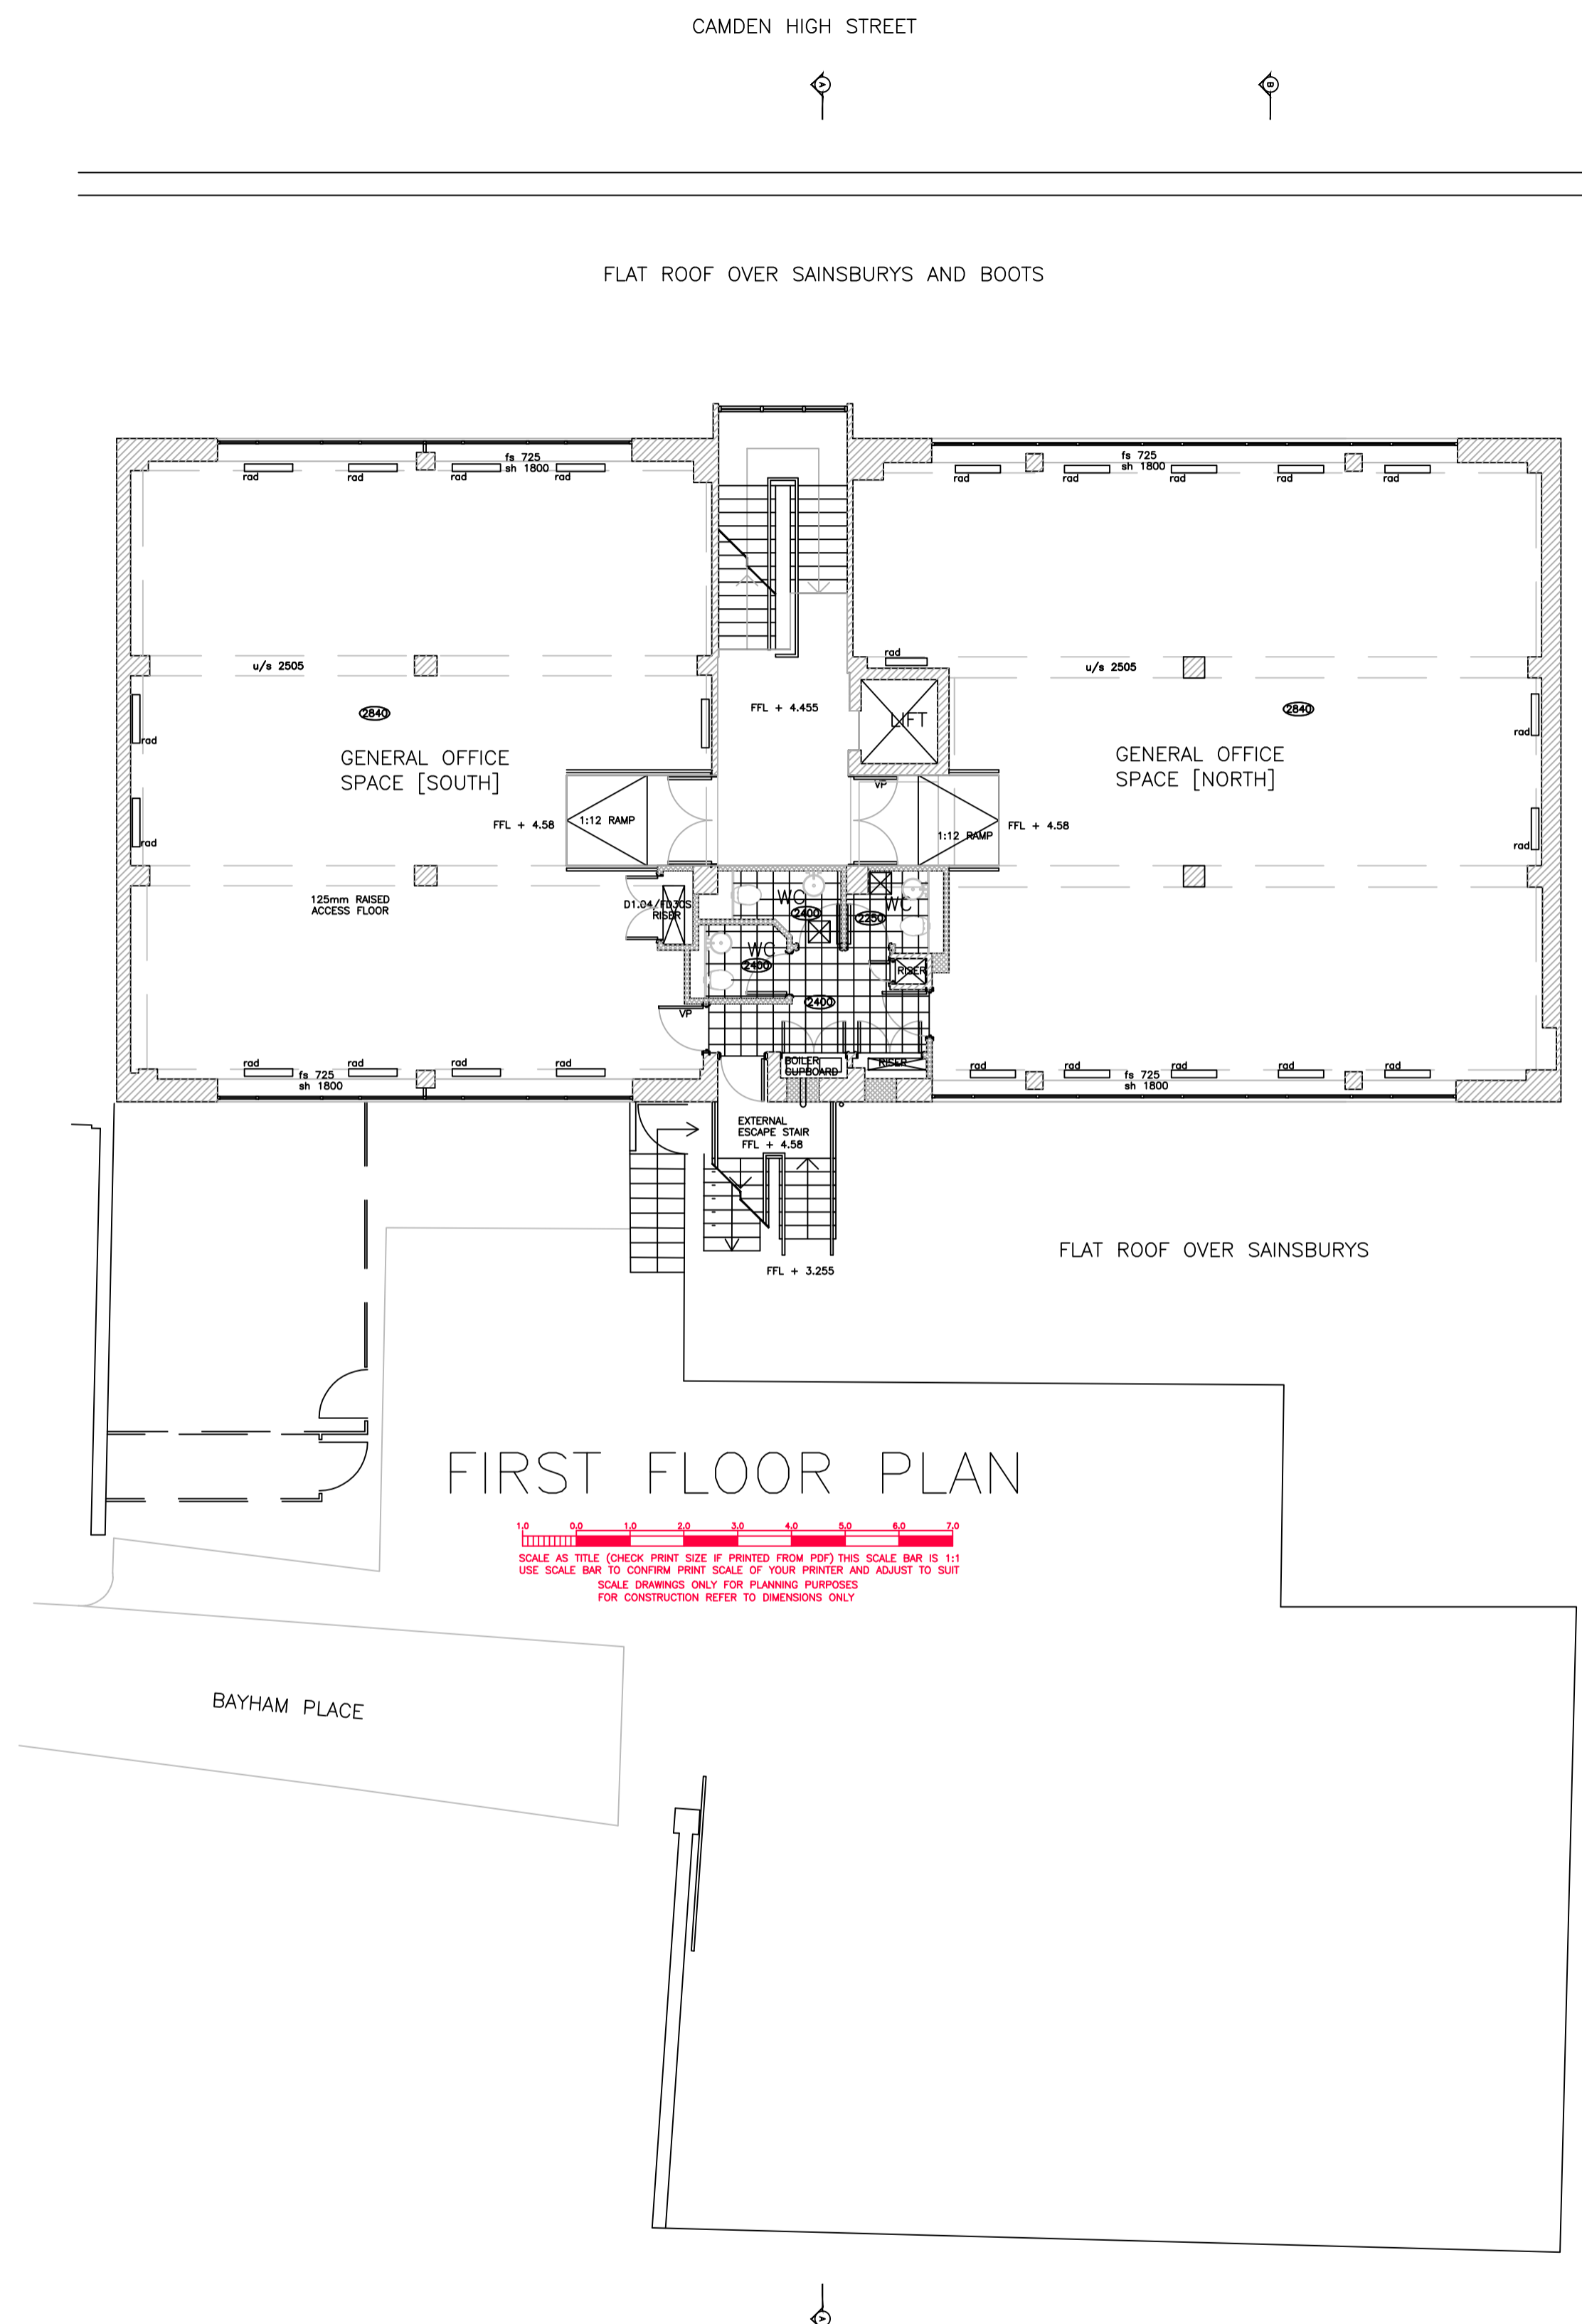 CAMDEN HIGH STREET
A
B
FLAT ROOF OVER SAINSBURYS AND BOOTS
fs 725
sh 1800
rad
rad
rad
rad
fs 725
sh 1800
rad
rad
rad
rad
rad
rad
u/s 2505
u/s 2505
2840
FFL + 4.455
LIFT
2840
rad
rad
GENERAL OFFICE
SPACE [SOUTH]
GENERAL OFFICE
SPACE [NORTH]
VP
FFL + 4.58
1:12 RAMP
1:12 RAMP
FFL + 4.58
rad
rad
125mm RAISED
ACCESS FLOOR
D1.04/FD30S
RISER
WC
2400
WC
2250
WC
2400
RISER
2400
VP
BOILER
CUPBOARD
RISER
rad
rad
rad
rad
fs 725
sh 1800
rad
rad
rad
rad
rad
fs 725
sh 1800
EXTERNAL
ESCAPE STAIR
FFL + 4.58
FFL + 3.255
FLAT ROOF OVER SAINSBURYS
FIRST FLOOR PLAN
1.0 0.0 1.0 2.0 3.0 4.0 5.0 6.0 7.0
SCALE AS TITLE (CHECK PRINT SIZE IF PRINTED FROM PDF) THIS SCALE BAR IS 1:1
USE SCALE BAR TO CONFIRM PRINT SCALE OF YOUR PRINTER AND ADJUST TO SUIT
SCALE DRAWINGS ONLY FOR PLANNING PURPOSES
FOR CONSTRUCTION REFER TO DIMENSIONS ONLY
BAYHAM PLACE
A